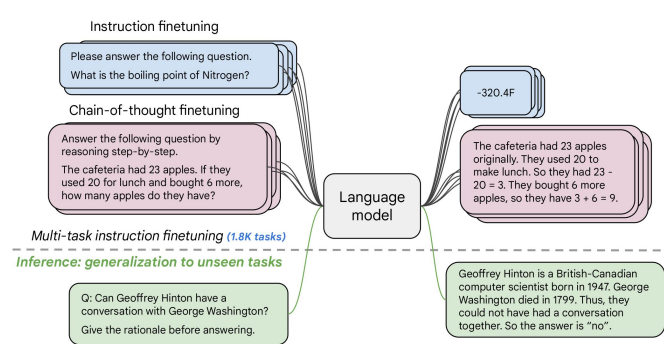 Instruction finetuning
Please answer the following question.
What is the boiling point of Nitrogen?
-320.4F
Chain-of-thought finetuning
Answer the following question by
reasoning step-by-step.
The cafeteria had 23 apples. If they
used 20 for lunch and bought 6 more,
how many apples do they have?
The cafeteria had 23 apples
originally. They used 20 to
make lunch. So they had 23 -
20 = 3. They bought 6 more
apples, so they have 3 + 6 = 9.
Language
model
Multi-task instruction finetuning (1.8K tasks)
Inference: generalization to unseen tasks
Q: Can Geoffrey Hinton have a
conversation with George Washington?
Give the rationale before answering.
Geoffrey Hinton is a British-Canadian
computer scientist born in 1947. George
Washington died in 1799. Thus, they
could not have had a conversation
together. So the answer is “no”.